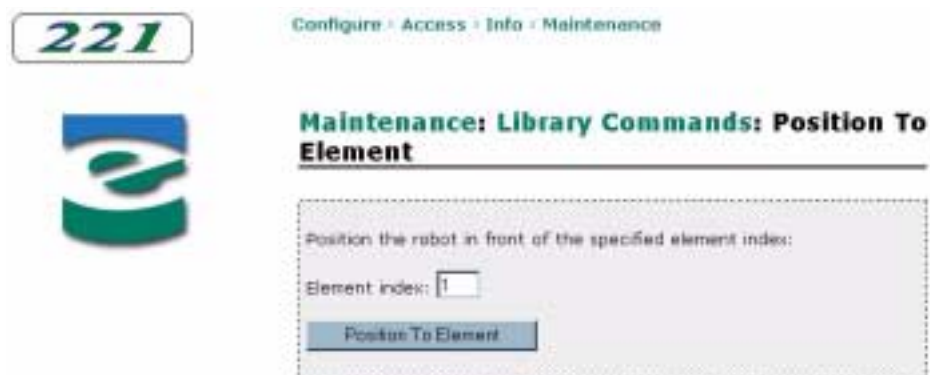 221
Configure · Access · Info · Maintenance
Maintenance: Library Commands: Position To
Element
Position the robot in front of the specified element index:
Element index: 1
Position To Element